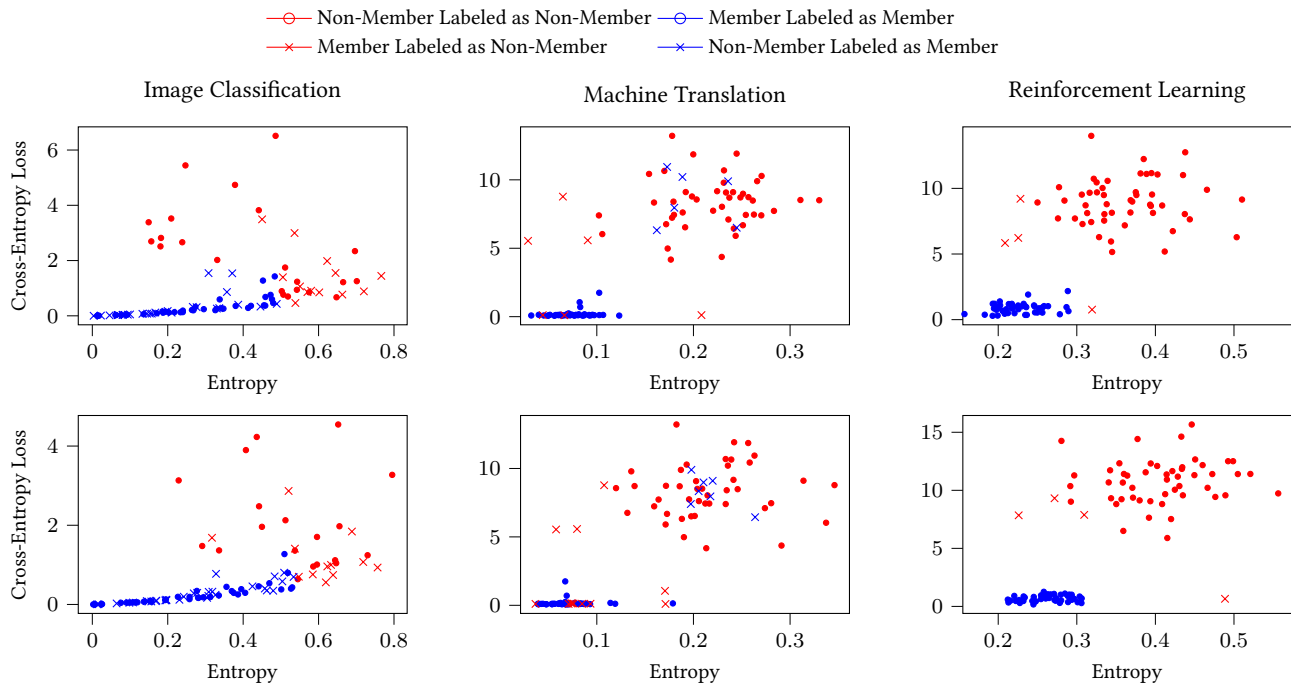 Non-Member Labeled as Non-Member Member Labeled as Member
Member Labeled as Non-Member Non-Member Labeled as Member
Image Classification Machine Translation Reinforcement Learning
Cross-Entropy Loss
6
4
2
0
0 0.2 0.4 0.6 0.8
Entropy
10
5
0
0.1 0.2 0.3
Entropy
10
5
0
0.2 0.3 0.4 0.5
Entropy
Cross-Entropy Loss
4
2
0
0 0.2 0.4 0.6 0.8
Entropy
10
5
0
0.1 0.2 0.3
Entropy
15
10
5
0
0.2 0.3 0.4 0.5
Entropy